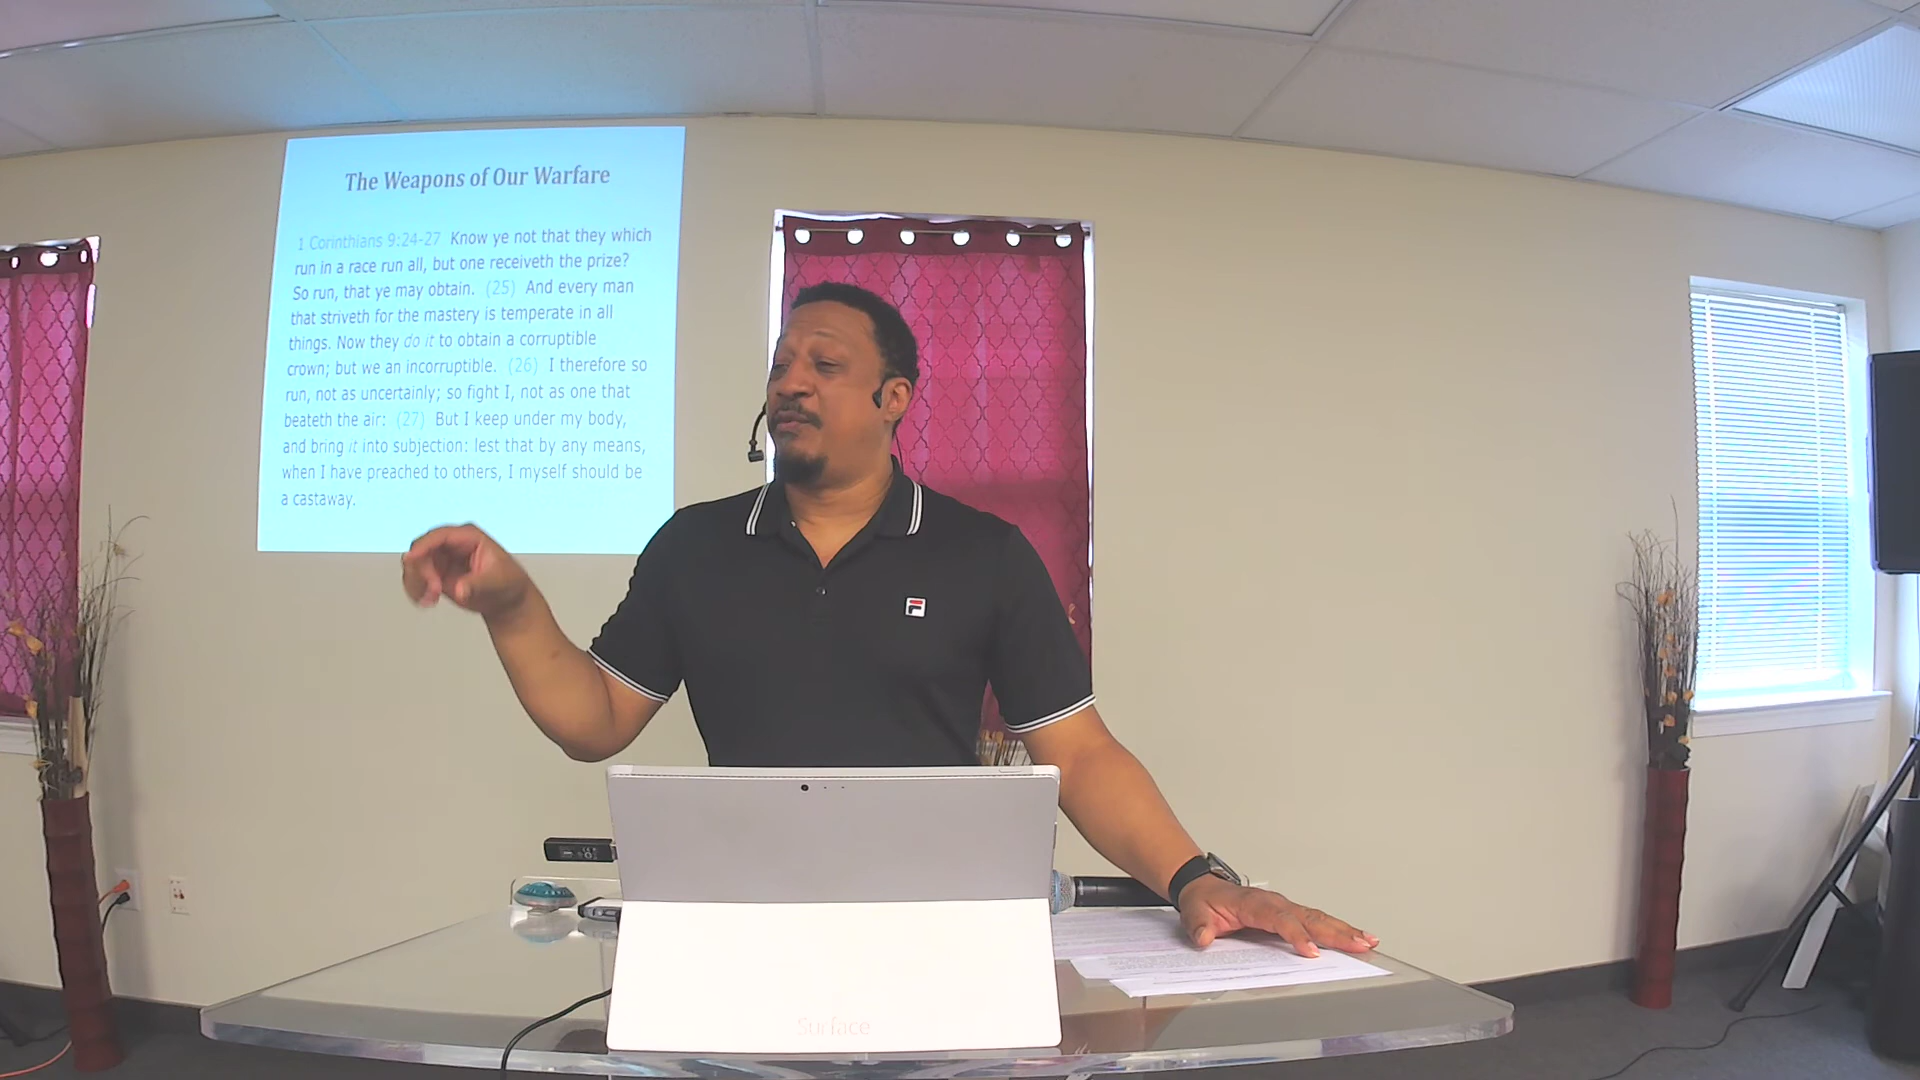 The Weapons of Our Warfare
1 Corinthians 9:24-27 Know ye not that they which
run in a race run all, but one receiveth the prize?
So run, that ye may obtain. (25) And every man
that striveth for the mastery is temperate in all
things. Now they do it to obtain a corruptible
crown; but we an incorruptible. (26) I therefore so
run, not as uncertainly; so fight I, not as one that
beateth the air: (27) But I keep under my body,
and bring it into subjection: lest that by any means,
when I have preached to others, I myself should be
a castaway.
F
Surface